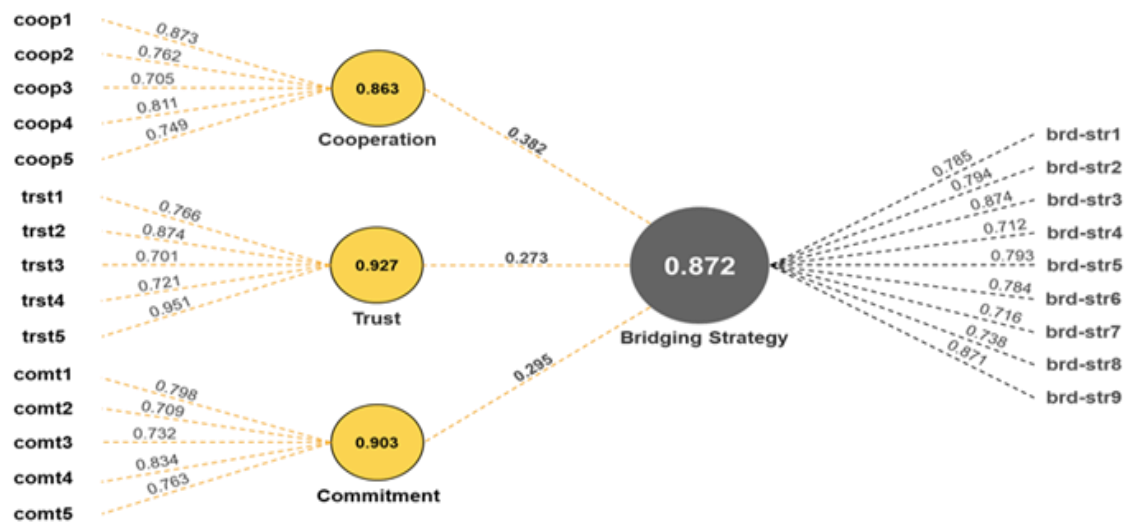 coop1
0.873
coop2
0.762
coop3
0.705
coop4
0.811
coop5
0.749
0.863
Cooperation
0.382
trst1
0.766
trst2
0.874
trst3
0.701
trst4
0.721
trst5
0.951
0.927
Trust
0.273
comt1
0.798
comt2
0.709
comt3
0.732
comt4
0.834
comt5
0.763
0.903
Commitment
0.295
0.872
Bridging Strategy
0.785
brd-str1
0.794
brd-str2
0.874
brd-str3
0.712
brd-str4
0.793
brd-str5
0.784
brd-str6
0.716
brd-str7
0.738
brd-str8
0.871
brd-str9